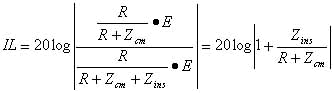 IL = 20log | (R / (R + Z_cm) • E) / (R / (R + Z_cm + Z_ins) • E) | = 20log | 1 + Z_ins / (R + Z_cm) |